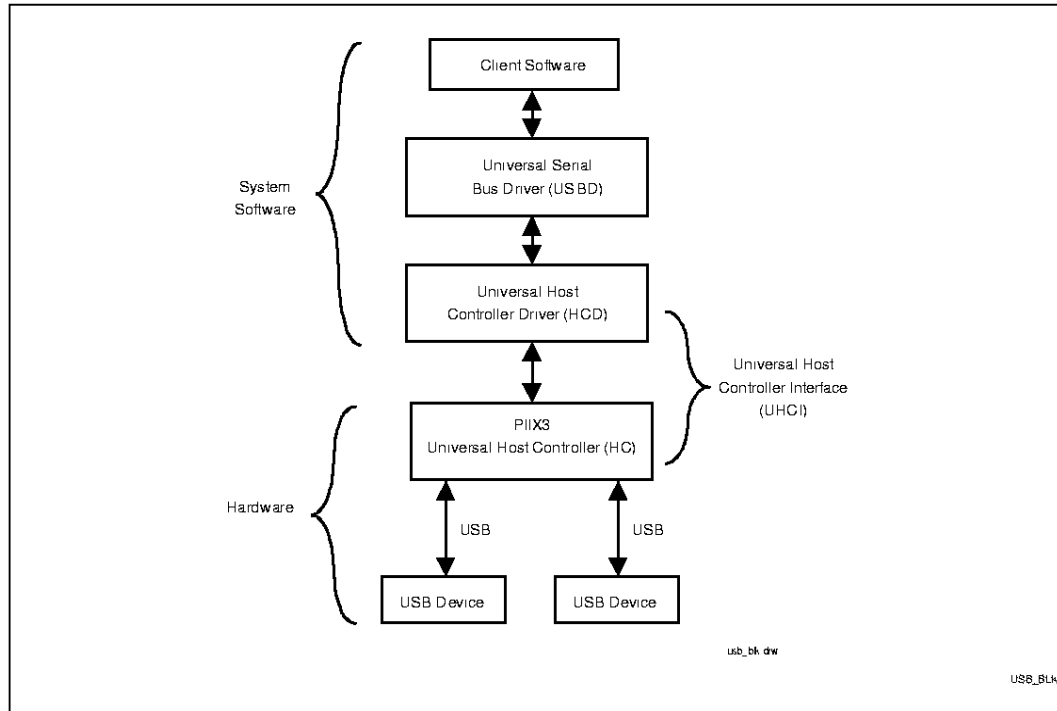 Client Software
Universal Serial
Bus Driver (USBD)
System
Software
Universal Host
Controller Driver (HCD)
Universal Host
Controller Interface
(UHCI)
PIIX3
Universal Host Controller (HC)
Hardware
USB
USB
USB Device
USB Device
usb_blk drw